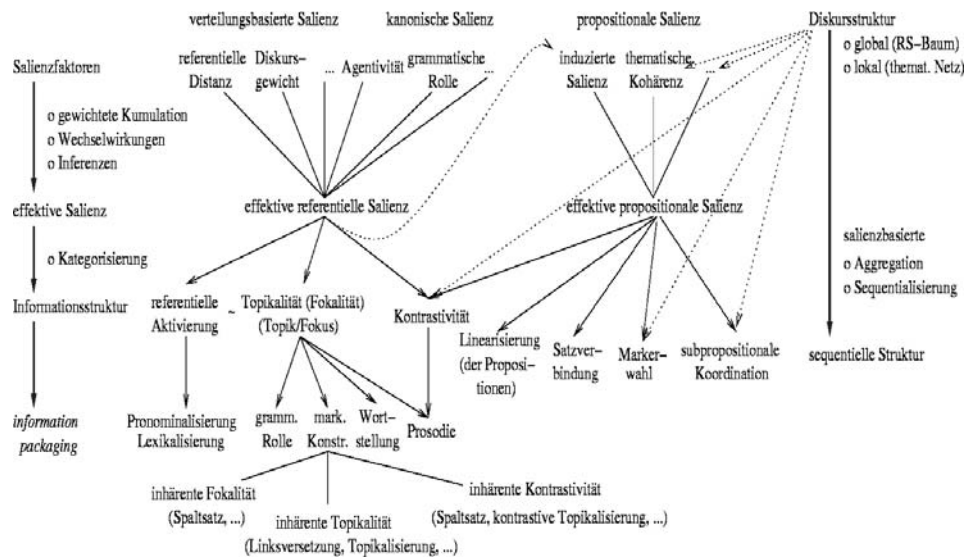 verteilungsbasierte Salienz
kanonische Salienz
propositionale Salienz
Diskursstruktur
o global (RS-Baum)
o lokal (themat. Netz)
Salienzfaktoren
referentielle
Distanz
Diskurs-
gewicht
...
Agentivität
grammatische
Rolle
...
induzierte
Salienz
thematische
Kohärenz
...
o gewichtete Kumulation
o Wechselwirkungen
o Inferenzen
effektive Salienz
effektive referentielle Salienz
effektive propositionale Salienz
salienzbasierte
o Aggregation
o Sequentialisierung
o Kategorisierung
Informationsstruktur
referentielle
Aktivierung
~
Topikalität (Fokalität)
(Topik/Fokus)
Kontrastivität
Linearisierung
(der Proposi-
tionen)
Satzver-
bindung
Marker-
wahl
subpropositionale
Koordination
sequentielle Struktur
information
packaging
Pronominalisierung
Lexikalisierung
gramm.
Rolle
mark.
Konstr.
Wort-
stellung
Prosodie
inhärente Fokalität
(Spaltsatz, ...)
inhärente Topikalität
(Linksversetzung, Topikalisierung, ...)
inhärente Kontrastivität
(Spaltsatz, kontrastive Topikalisierung, ...)